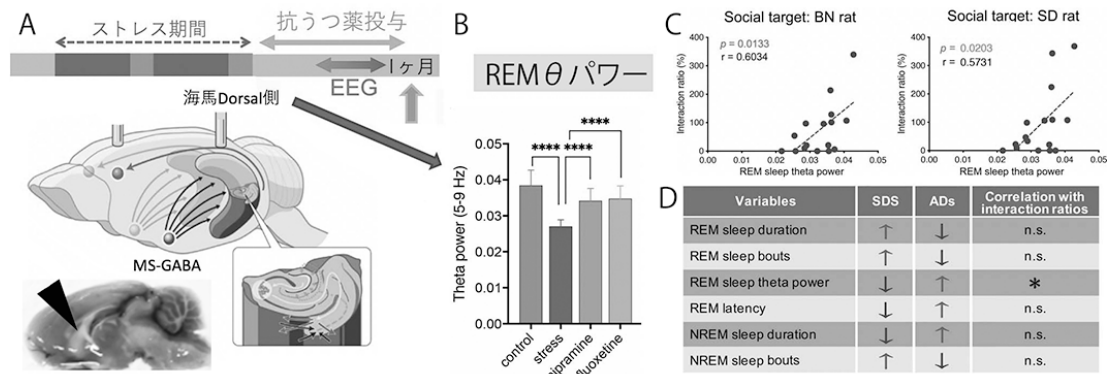 A
ストレス期間
抗うつ薬投与
EEG
1ヶ月
海馬Dorsal側
MS-GABA
B
REMθパワー
****
****
****
Theta power (5-9 Hz)
0.05
0.04
0.03
0.02
0.01
0.00
control
stress
ipramine
fluoxetine
C
Social target: BN rat
p = 0.0133
r = 0.6034
Interaction ratio (%)
400
300
200
100
0
0.00
0.01
0.02
0.03
0.04
0.05
REM sleep theta power
Social target: SD rat
p = 0.0203
r = 0.5731
Interaction ratio (%)
400
300
200
100
0
0.00
0.01
0.02
0.03
0.04
0.05
REM sleep theta power
D
Variables SDS ADs Correlation with
interaction ratios
REM sleep duration ↑ ↓ n.s.
REM sleep bouts ↑ ↓ n.s.
REM sleep theta power ↓ ↑ *
REM latency ↓ ↑ n.s.
NREM sleep duration ↓ ↑ n.s.
NREM sleep bouts ↑ ↓ n.s.